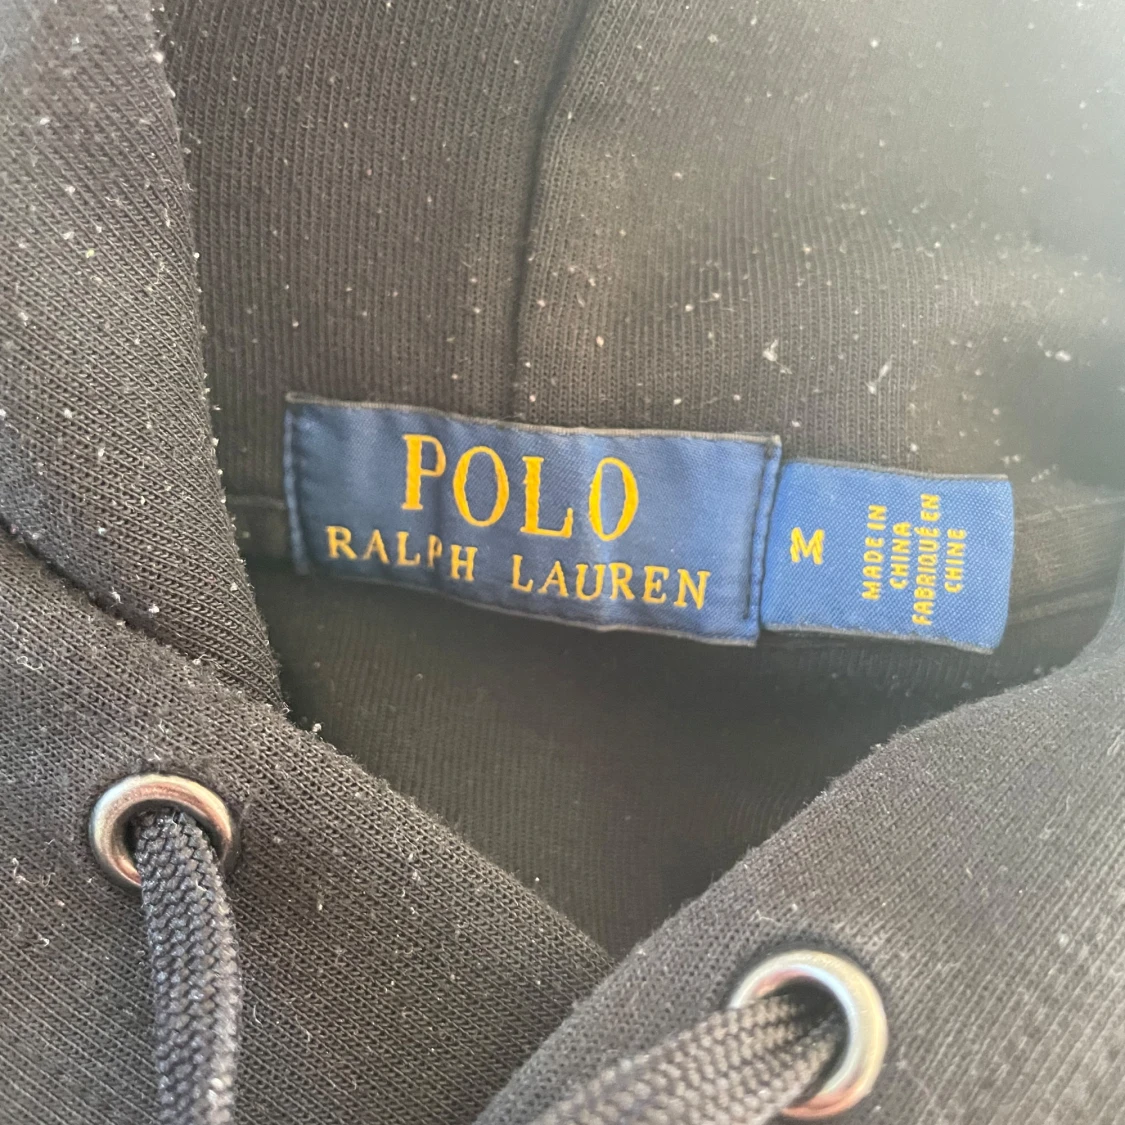 POLO
RALPH LAUREN
M
MADE IN
CHINA
FABRIQUÉ EN
CHINE